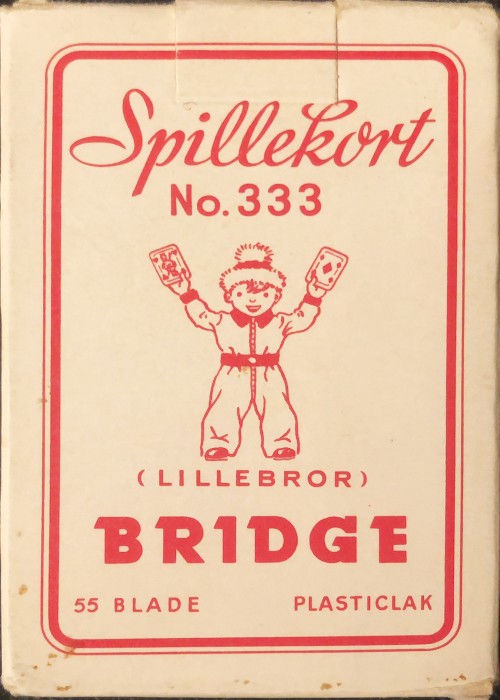 Spillekort
No. 333
(LILLEBROR)
BRIDGE
55 BLADE PLASTICLAK